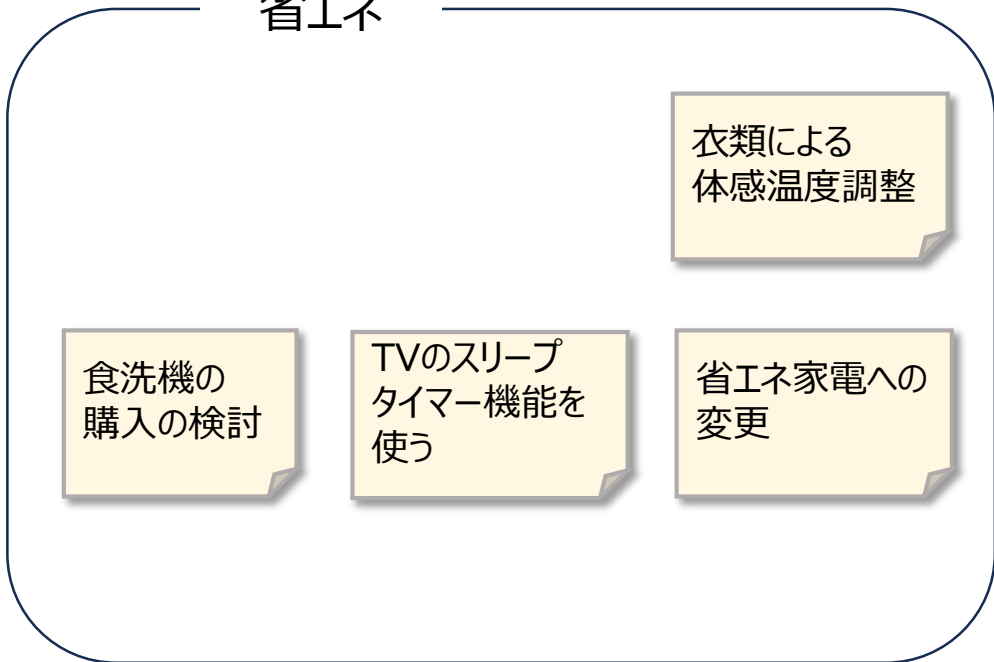 省エネ
衣類による
体感温度調整
食洗機の
購入の検討
TVのスリープ
タイマー機能を
使う
省エネ家電への
変更